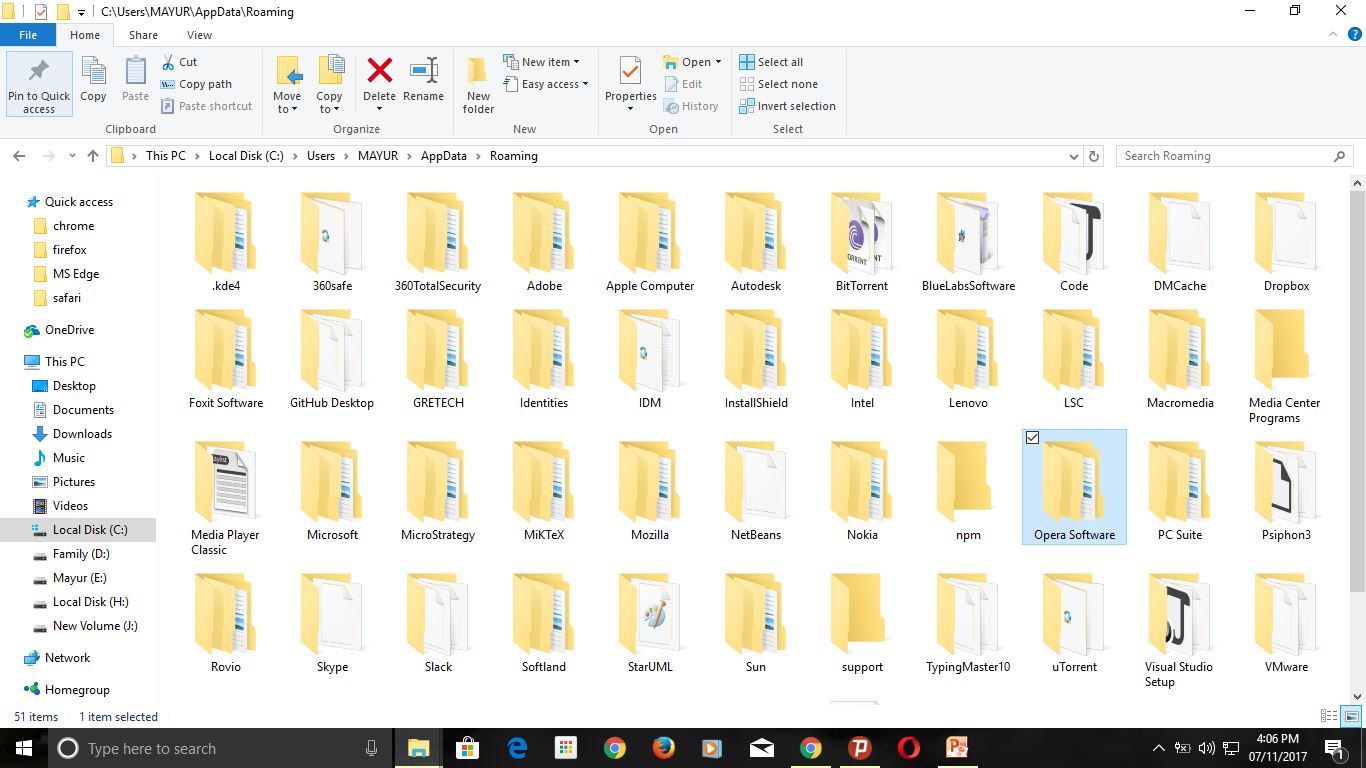 C:\Users\MAYUR\AppData\Roaming
File Home Share View
Pin to Quick
access
Copy
Paste
Cut
Copy path
Paste shortcut
Clipboard
Move
to
Copy
to
Delete
Rename
Organize
New
folder
New item
Easy access
New
Properties
Open
Edit
History
Open
Select all
Select none
Invert selection
Select
This PC Local Disk (C:) Users MAYUR AppData Roaming
Search Roaming
Quick access
chrome
firefox
MS Edge
safari
OneDrive
This PC
Desktop
Documents
Downloads
Music
Pictures
Videos
Local Disk (C:)
Family (D:)
Mayur (E:)
Local Disk (H:)
New Volume (J:)
Network
Homegroup
.kde4 360safe 360TotalSecurity Adobe Apple Computer Autodesk BitTorrent BlueLabsSoftware Code DMCache Dropbox
Foxit Software GitHub Desktop GRETECH Identities IDM InstallShield Intel Lenovo LSC Macromedia Media Center
Programs
Media Player
Classic
Microsoft MicroStrategy MiKTeX Mozilla NetBeans Nokia npm Opera Software PC Suite Psiphon3
Rovio Skype Slack Softland StarUML Sun support TypingMaster10 uTorrent Visual Studio
Setup
VMware
51 items 1 item selected
Type here to search
4:06 PM
07/11/2017
1